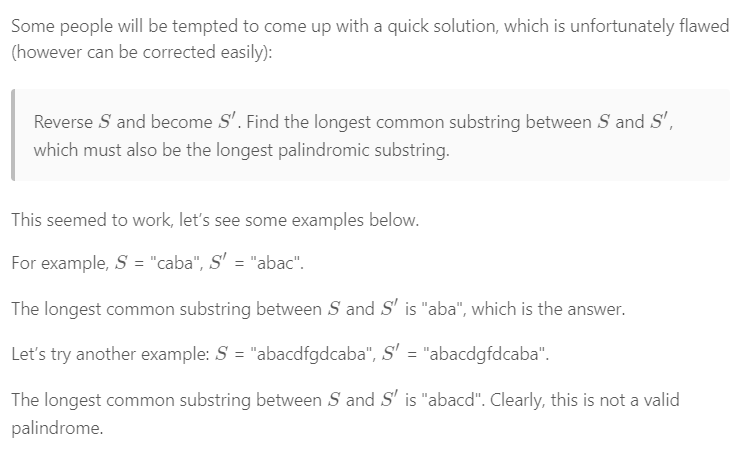 Some people will be tempted to come up with a quick solution, which is unfortunately flawed
(however can be corrected easily):
Reverse S and become S′. Find the longest common substring between S and S′,
which must also be the longest palindromic substring.
This seemed to work, let's see some examples below.
For example, S = "caba", S′ = "abac".
The longest common substring between S and S′ is "aba", which is the answer.
Let's try another example: S = "abacdfgdcaba", S′ = "abacdgfdcaba".
The longest common substring between S and S′ is "abacd". Clearly, this is not a valid
palindrome.